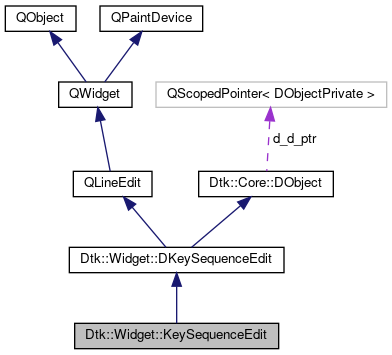 QObject
QPaintDevice
QWidget
QScopedPointer< DObjectPrivate >
d_d_ptr
QLineEdit
Dtk::Core::DObject
Dtk::Widget::DKeySequenceEdit
Dtk::Widget::KeySequenceEdit